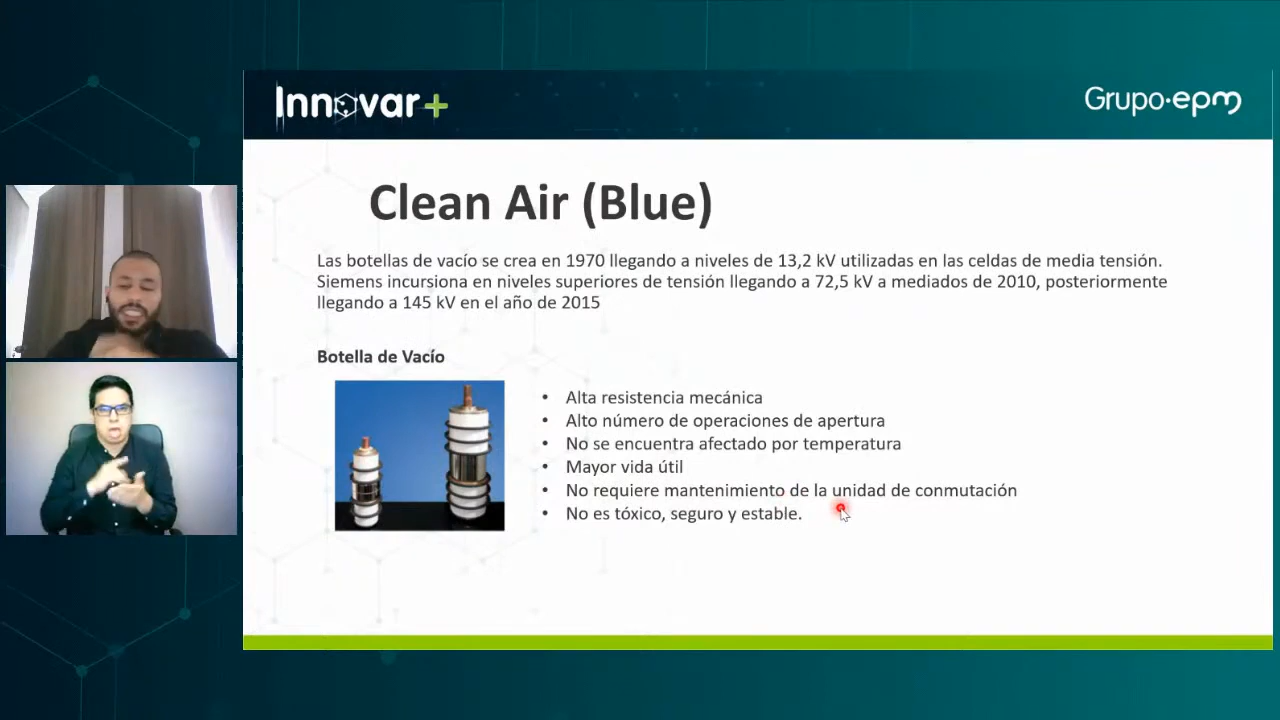 Innovar+
Grupo·epm
Clean Air (Blue)
Las botellas de vacío se crea en 1970 llegando a niveles de 13,2 kV utilizadas en las celdas de media tensión.
Siemens incursiona en niveles superiores de tensión llegando a 72,5 kV a mediados de 2010, posteriormente
llegando a 145 kV en el año de 2015
Botella de Vacío
• Alta resistencia mecánica
• Alto número de operaciones de apertura
• No se encuentra afectado por temperatura
• Mayor vida útil
• No requiere mantenimiento de la unidad de conmutación
• No es tóxico, seguro y estable.